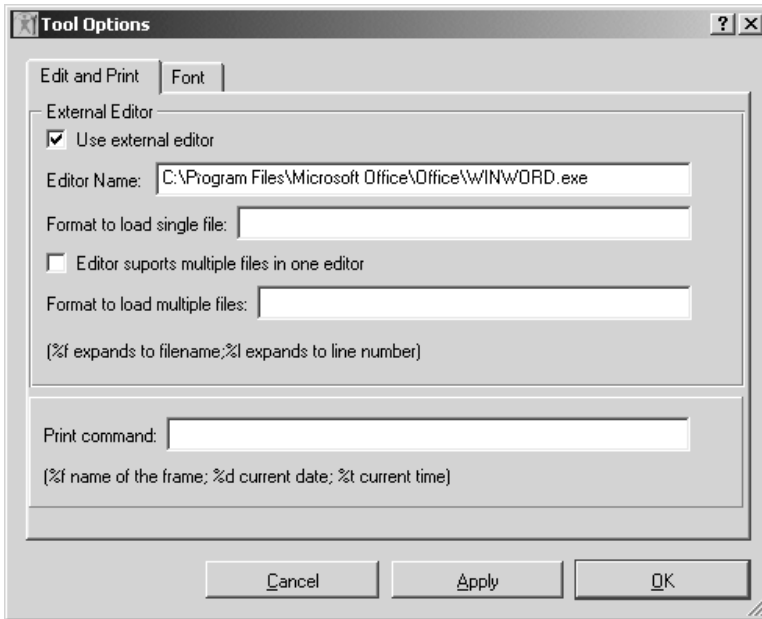 Tool Options
Edit and Print Font
External Editor
Use external editor
Editor Name: C:\Program Files\Microsoft Office\Office\WINWORD.exe
Format to load single file:
Editor suports multiple files in one editor
Format to load multiple files:
(%f expands to filename;%l expands to line number)
Print command:
(%f name of the frame; %d current date; %t current time)
Cancel Apply OK